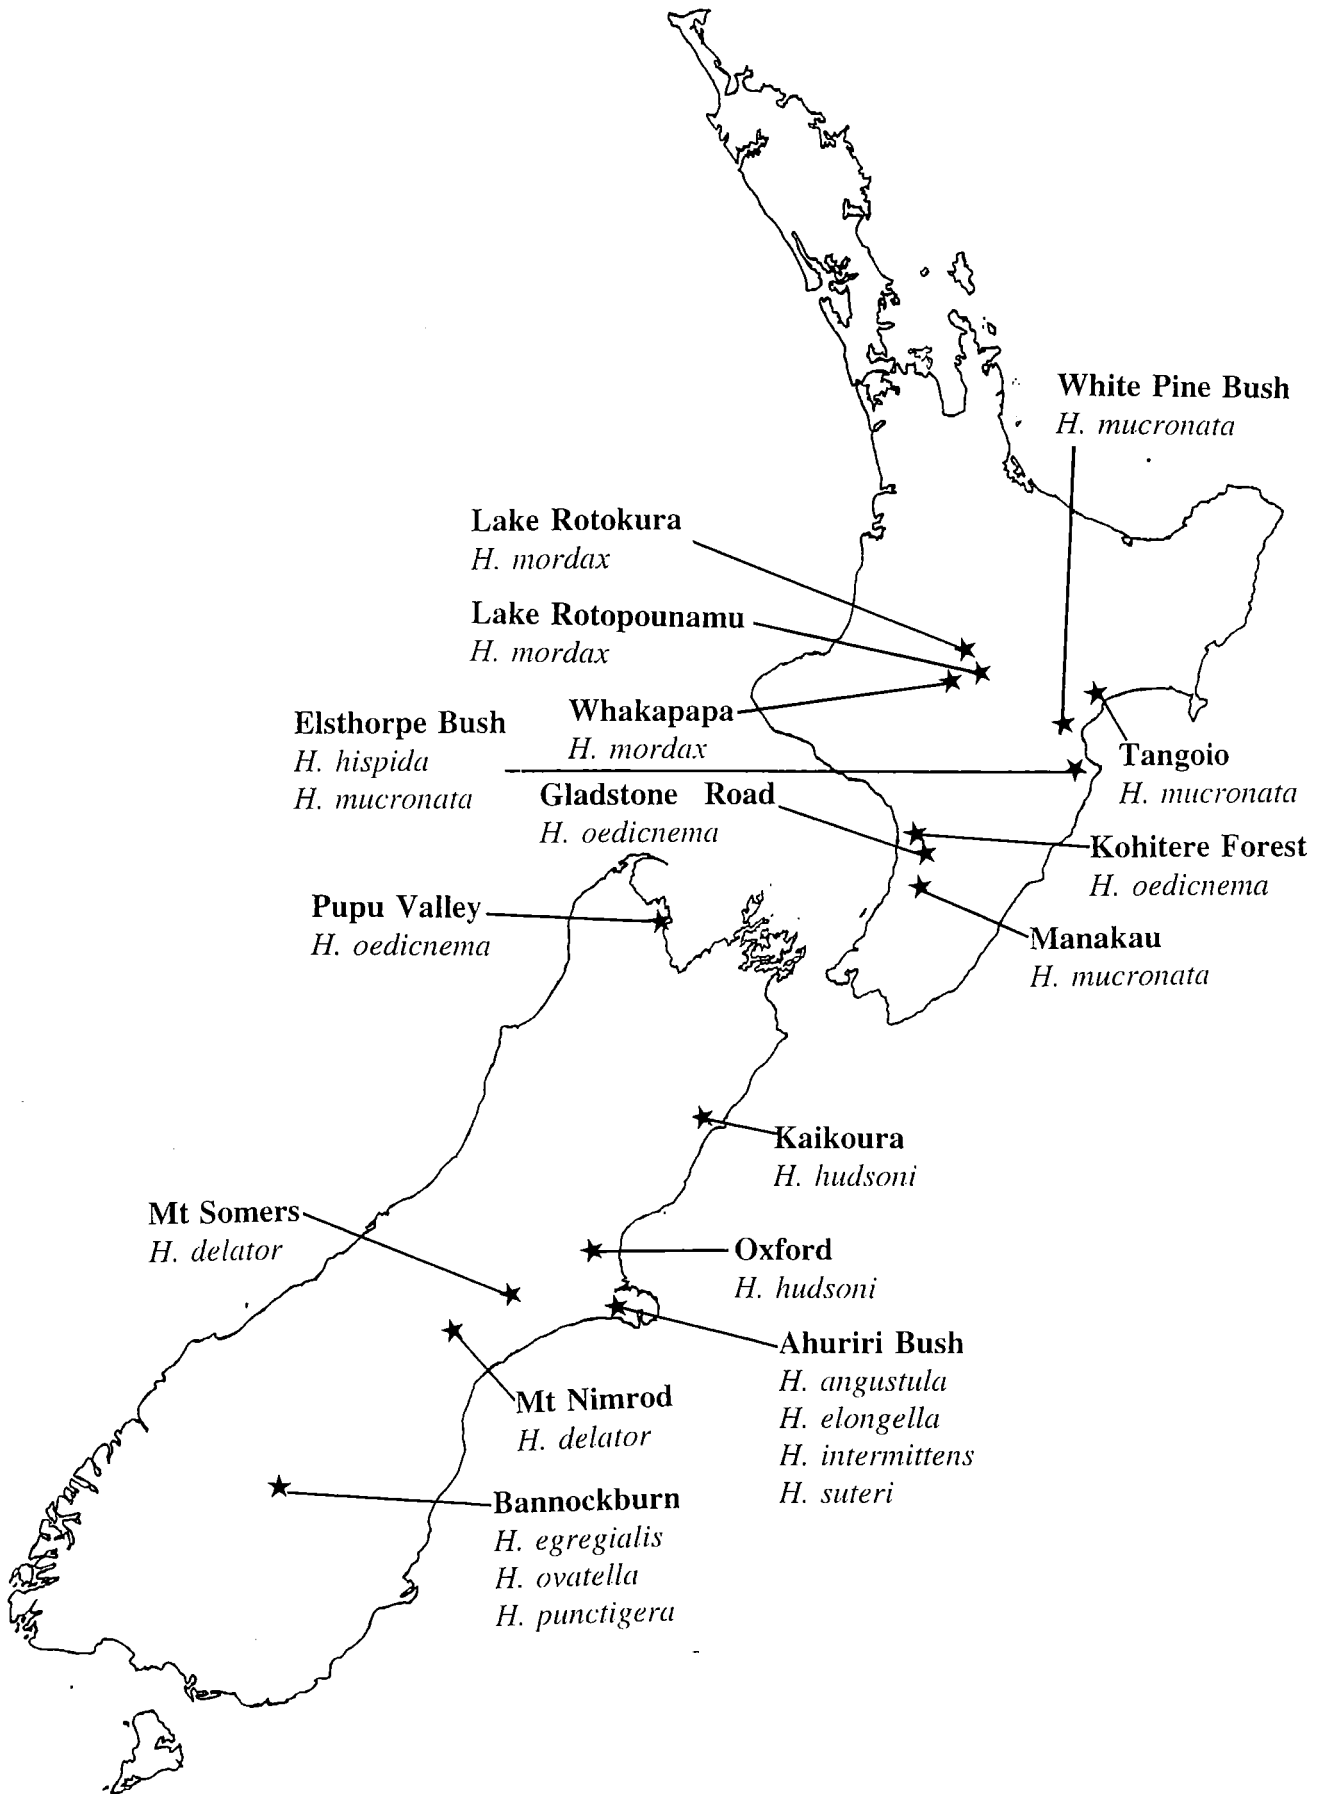 White Pine Bush
H. mucronata
Lake Rotokura
H. mordax
Lake Rotopounamu
H. mordax
Whakapapa
H. mordax
Elsthorpe Bush
H. hispida
H. mucronata
Tangoio
H. mucronata
Gladstone Road
H. oedicnema
Kohitere Forest
H. oedicnema
Pupu Valley
H. oedicnema
Manakau
H. mucronata
Kaikoura
H. hudsoni
Mt Somers
H. delator
Oxford
H. hudsoni
Ahuriri Bush
H. angustula
H. elongella
H. intermittens
H. suteri
Mt Nimrod
H. delator
Bannockburn
H. egregialis
H. ovatella
H. punctigera